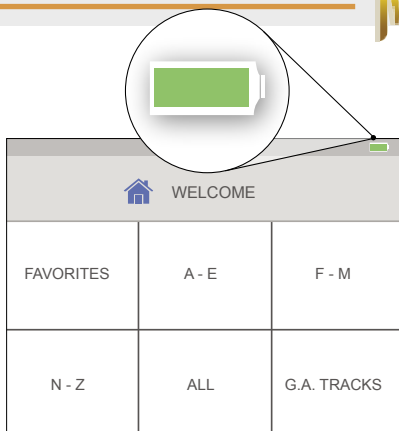 WELCOME
FAVORITES
A - E
F - M
N - Z
ALL
G.A. TRACKS